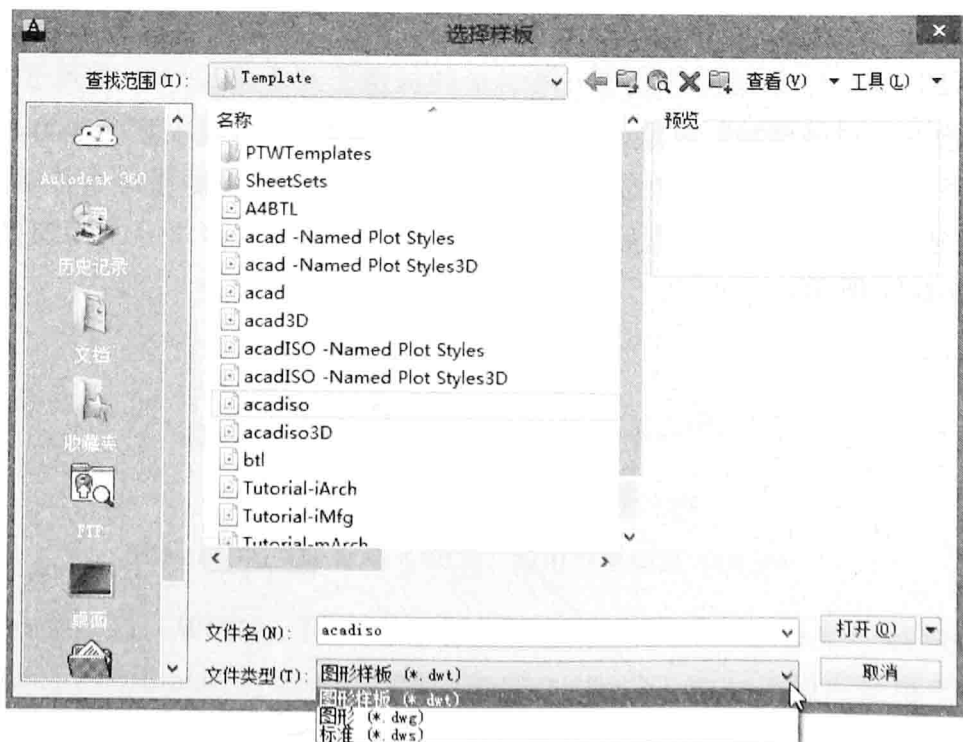 选择样板
查找范围(I):
Template
查看(V)
工具(L)
名称
预览
PTWTemplates
SheetSets
A4BTL
acad -Named Plot Styles
acad -Named Plot Styles3D
acad
acad3D
acadISO -Named Plot Styles
acadISO -Named Plot Styles3D
acadiso
acadiso3D
btl
Tutorial-iArch
Tutorial-iMfg
Tutorial-mArch
Autodesk 360
历史记录
文档
收藏夹
FTP
桌面
文件名(N):
acadiso
打开(O)
文件类型(T):
图形样板 (*.dwt)
取消
图形样板 (*.dwt)
图形 (*.dwg)
标准 (*.dws)